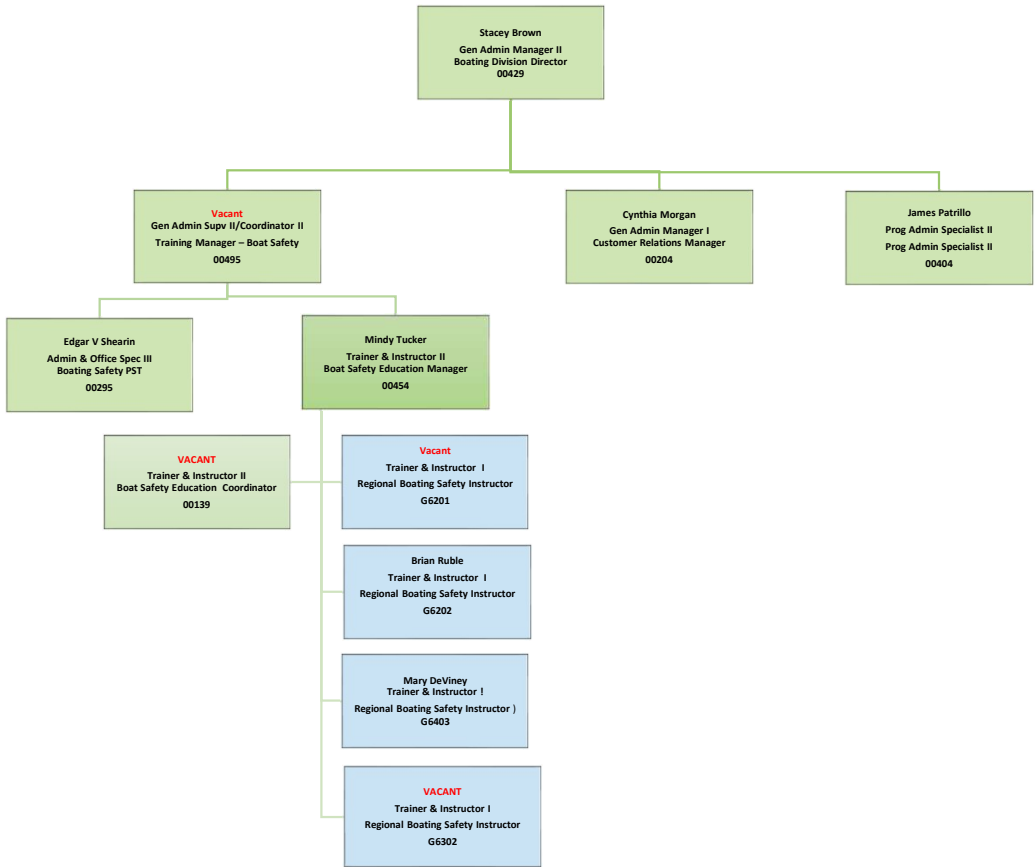 Stacey Brown
Gen Admin Manager II
Boating Division Director
00429
Vacant
Gen Admin Supv II/Coordinator II
Training Manager – Boat Safety
00495
Cynthia Morgan
Gen Admin Manager I
Customer Relations Manager
00204
James Patrillo
Prog Admin Specialist II
Prog Admin Specialist II
00404
Edgar V Shearin
Admin & Office Spec III
Boating Safety PST
00295
Mindy Tucker
Trainer & Instructor II
Boat Safety Education Manager
00454
VACANT
Trainer & Instructor II
Boat Safety Education Coordinator
00139
Vacant
Trainer & Instructor I
Regional Boating Safety Instructor
G6201
Brian Ruble
Trainer & Instructor I
Regional Boating Safety Instructor
G6202
Mary DeViney
Trainer & Instructor !
Regional Boating Safety Instructor )
G6403
VACANT
Trainer & Instructor I
Regional Boating Safety Instructor
G6302